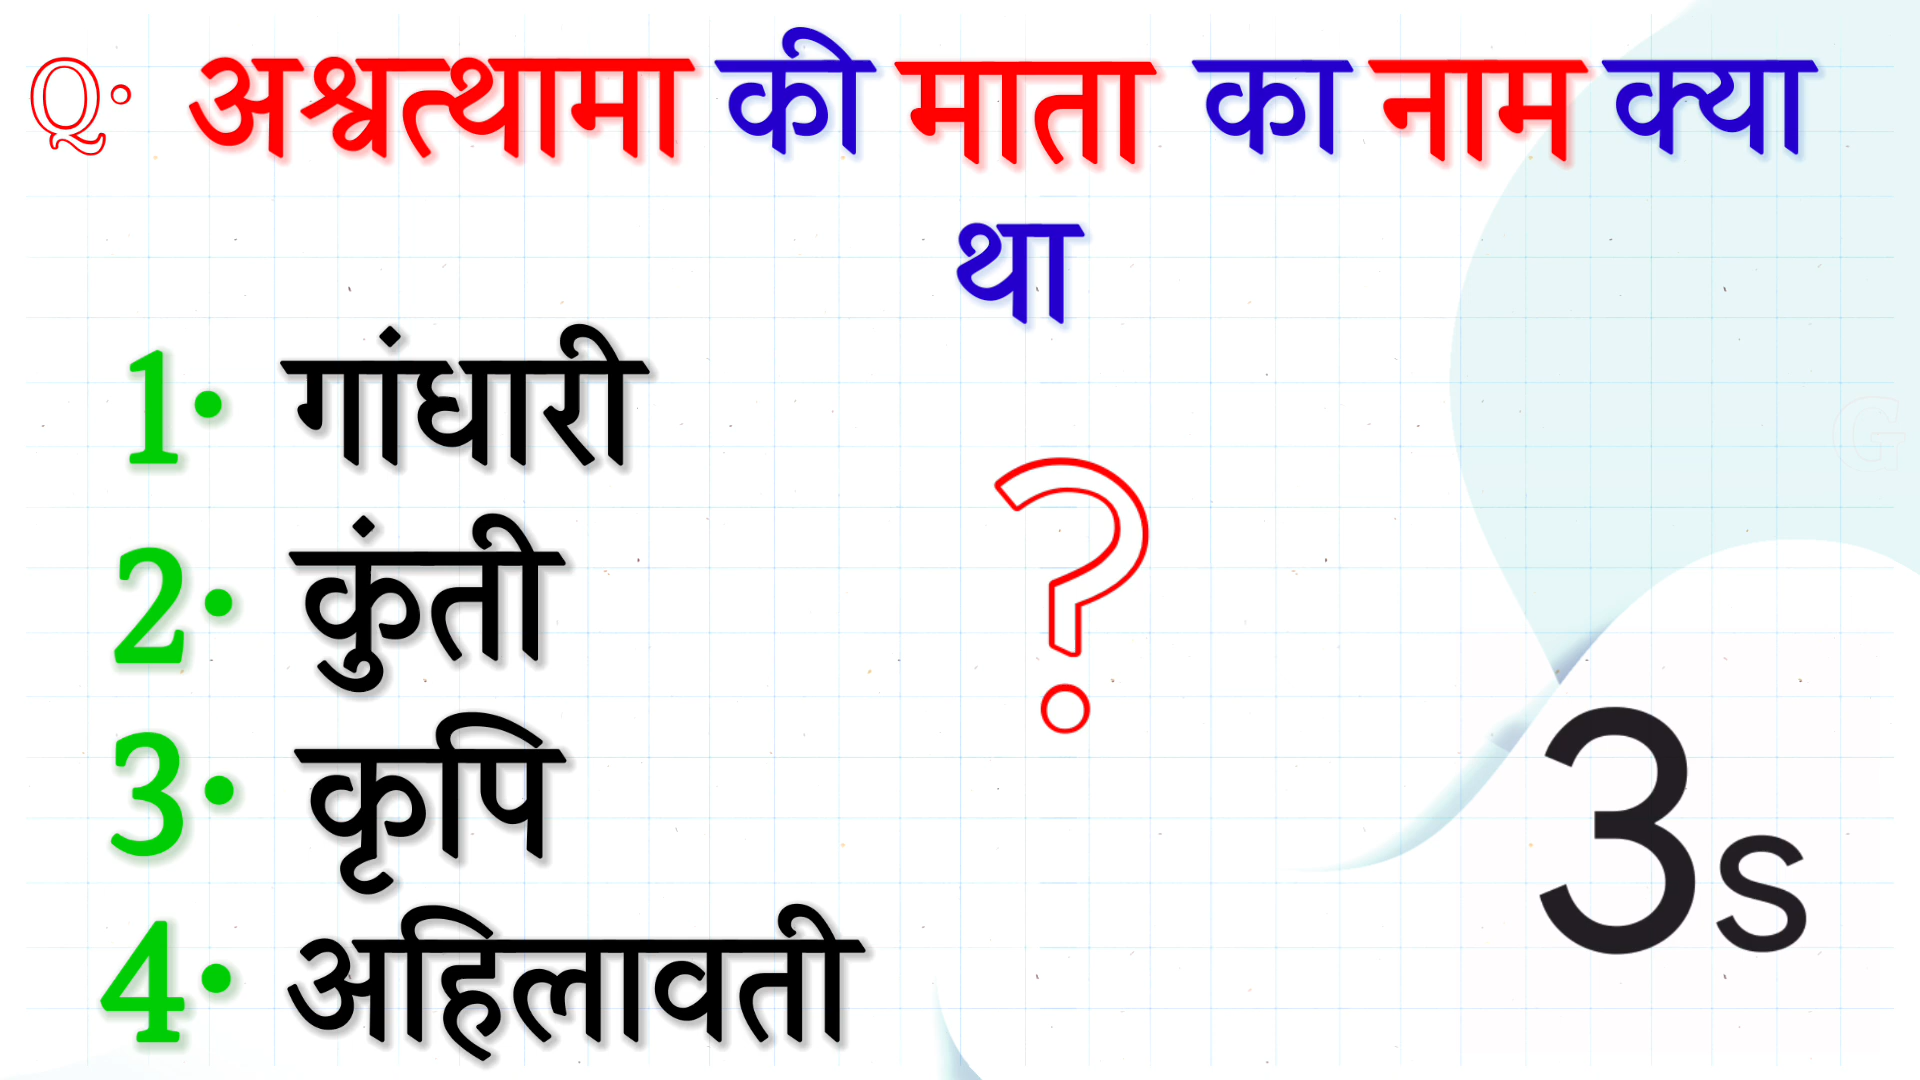 Q. अश्वत्थामा की माता का नाम क्या
था
1. गांधारी
2. कुंती
?
3. कृपि
4. अहिलावती
3s
G